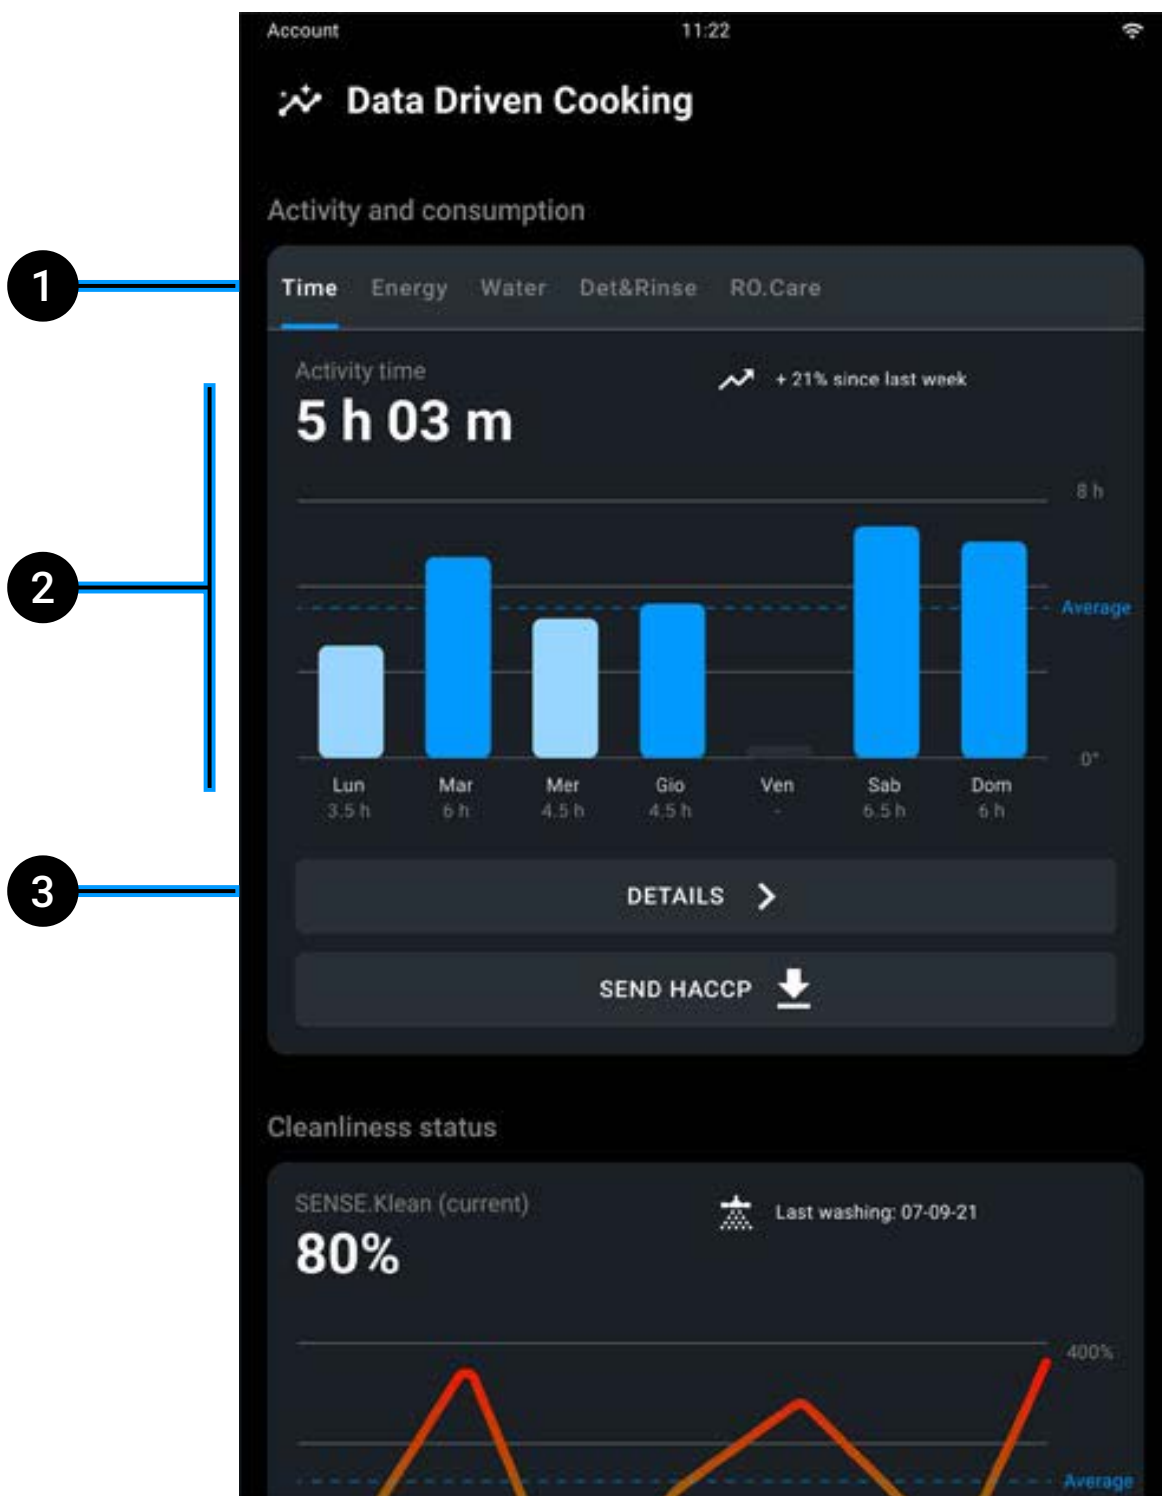 Account 11:22
Data Driven Cooking
Activity and consumption
1
Time Energy Water Det&Rinse RO.Care
Activity time
+ 21% since last week
5 h 03 m
8 h
2
Average
0°
Lun Mar Mer Gio Ven Sab Dom
3.5 h 6 h 4.5 h 4.5 h - 6.5 h 6 h
3
DETAILS
SEND HACCP
Cleanliness status
SENSE.Klean (current)
Last washing: 07-09-21
80%
400%
Average